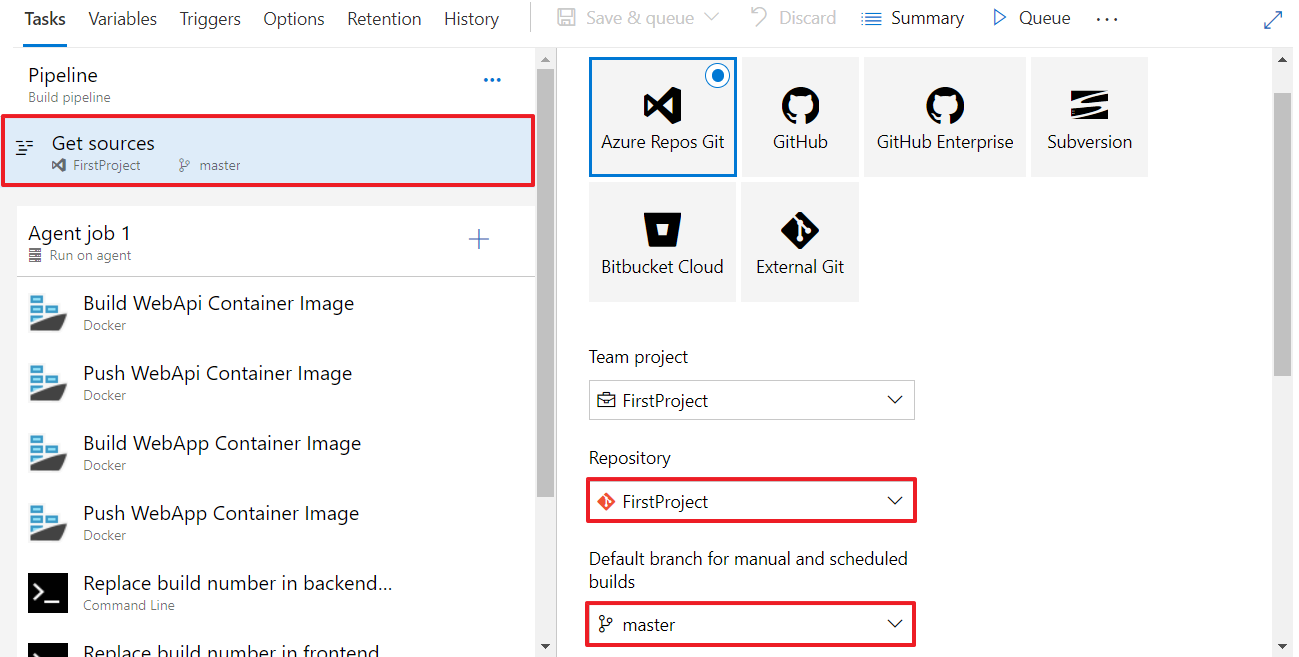 Tasks Variables Triggers Options Retention History Save & queue Discard Summary Queue ...
Pipeline ...
Build pipeline
Get sources
FirstProject master
Agent job 1
Run on agent
Build WebApi Container Image
Docker
Push WebApi Container Image
Docker
Build WebApp Container Image
Docker
Push WebApp Container Image
Docker
Replace build number in backend...
Command Line
Replace build number in frontend
Azure Repos Git GitHub GitHub Enterprise Subversion
Bitbucket Cloud External Git
Team project
FirstProject
Repository
FirstProject
Default branch for manual and scheduled
builds
master